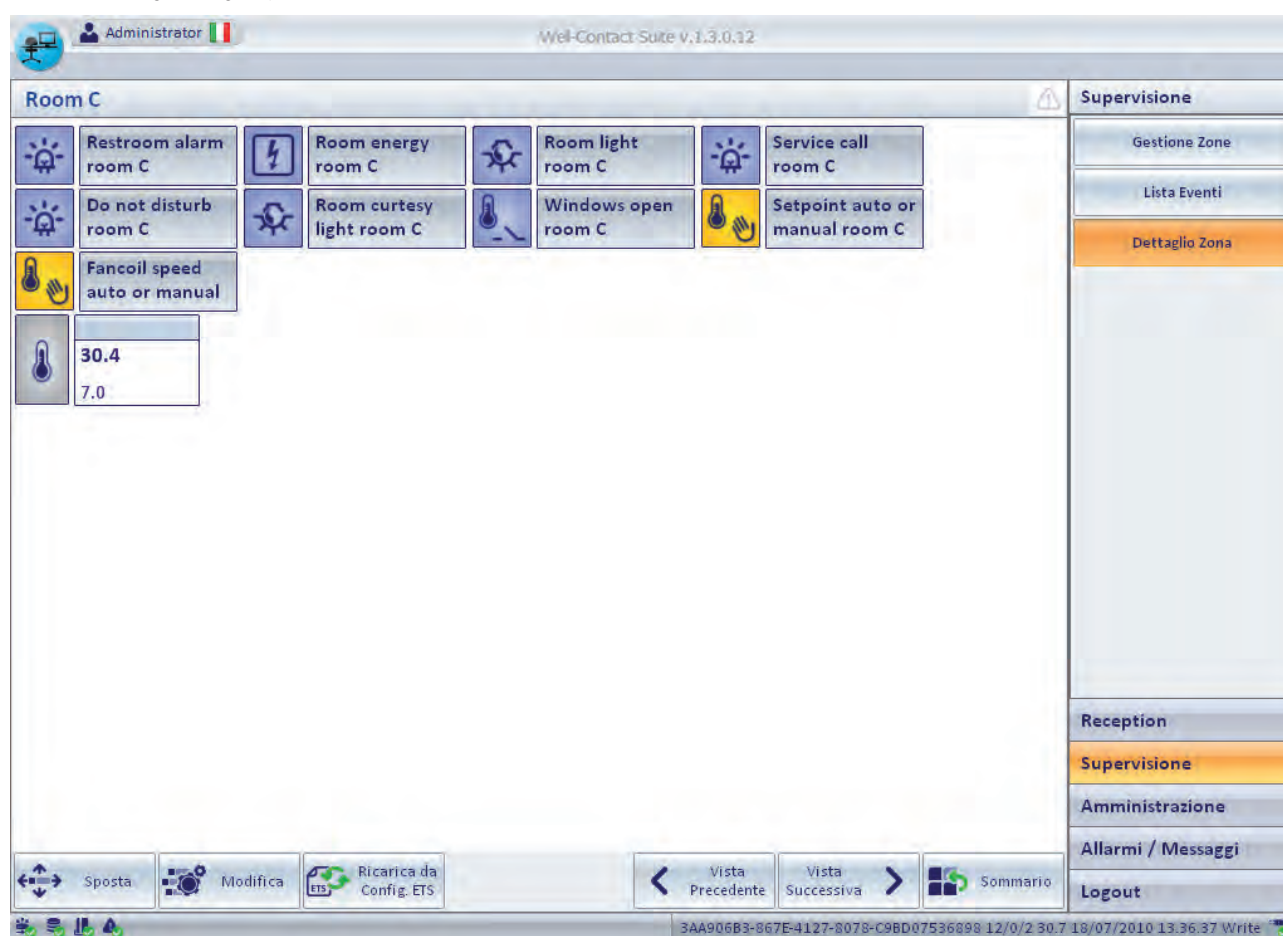 Administrator
Well-Contact Suite v.1.3.0.12
Room C
Supervisione
Restroom alarm
room C
Room energy
room C
Room light
room C
Service call
room C
Gestione Zone
Lista Eventi
Dettaglio Zona
Do not disturb
room C
Room curtesy
light room C
Windows open
room C
Setpoint auto or
manual room C
Fancoil speed
auto or manual
30.4
7.0
Reception
Supervisione
Amministrazione
Allarmi / Messaggi
Logout
Sposta
Modifica
ETS
Ricarica da
Config. ETS
Vista
Precedente
Vista
Successiva
Sommario
3AA906B3-867E-4127-8078-C9BD07536898 12/0/2 30.7 18/07/2010 13.36.37 Write